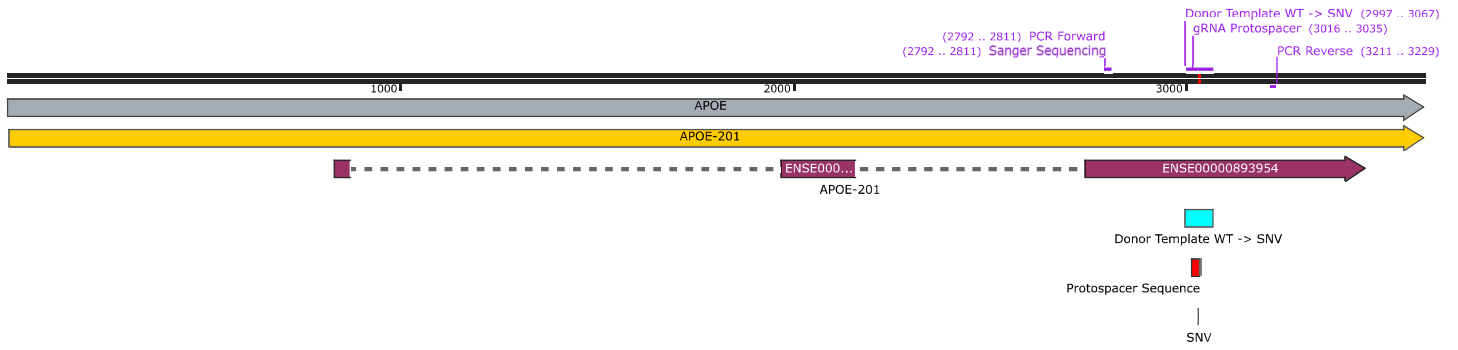 Donor Template WT -> SNV (2997 .. 3067)
gRNA Protospacer (3016 .. 3035)
(2792 .. 2811) PCR Forward
(2792 .. 2811) Sanger Sequencing
PCR Reverse (3211 .. 3229)
1000
2000
3000
APOE
APOE-201
ENSE000...
ENSE00000893954
APOE-201
Donor Template WT -> SNV
Protospacer Sequence
SNV